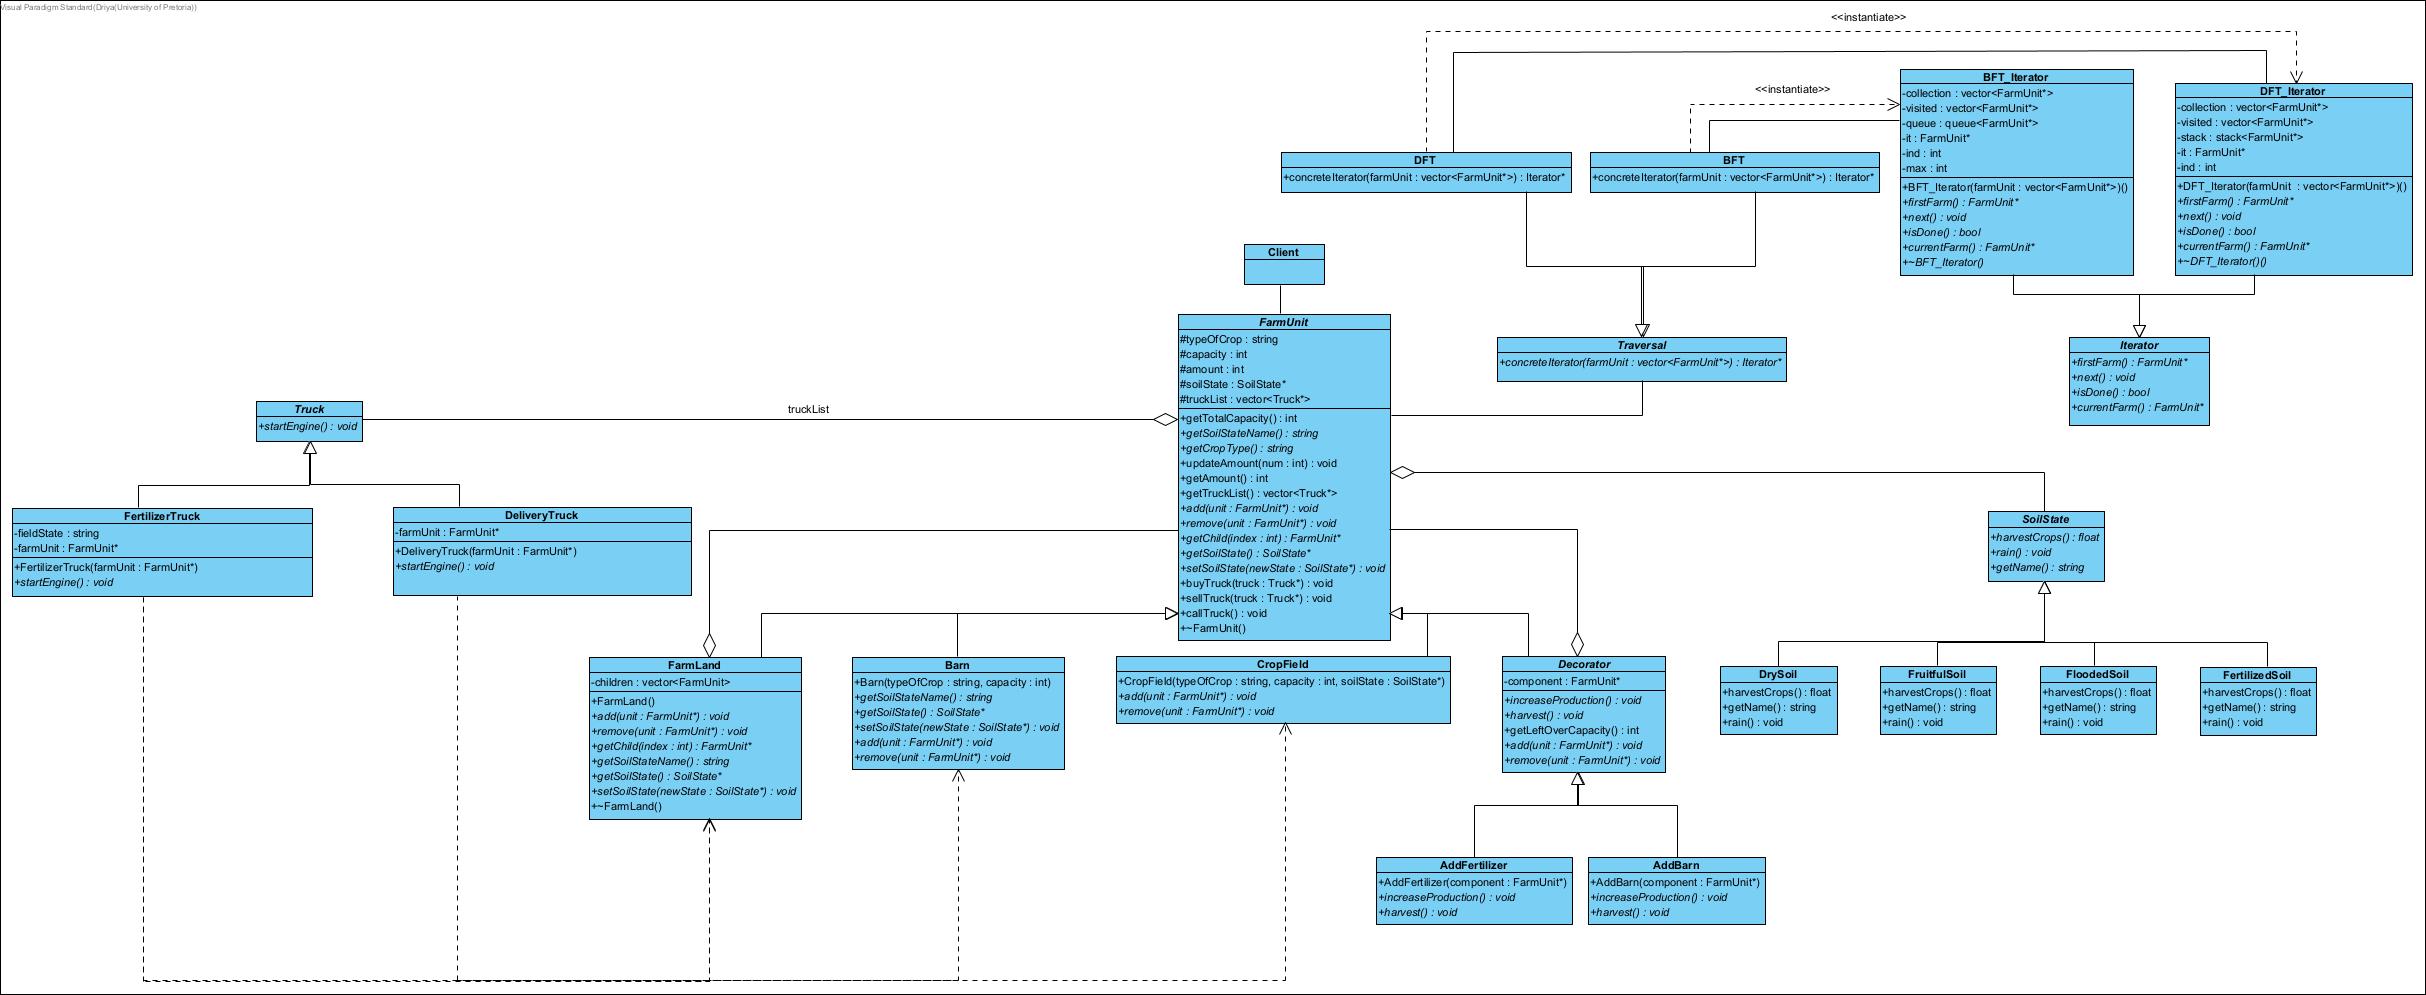 Visual Paradigm Standard(Driya(University of Pretoria))
<<instantiate>>
<<instantiate>>
BFT_Iterator
-collection : vector<FarmUnit*>
-visited : vector<FarmUnit*>
-queue : queue<FarmUnit*>
-it : FarmUnit*
-ind : int
-max : int
+BFT_Iterator(farmUnit : vector<FarmUnit*>)()
+firstFarm() : FarmUnit*
+next() : void
+isDone() : bool
+currentFarm() : FarmUnit*
+~BFT_Iterator()
DFT_Iterator
-collection : vector<FarmUnit*>
-visited : vector<FarmUnit*>
-stack : stack<FarmUnit*>
-it : FarmUnit*
-ind : int
+DFT_Iterator(farmUnit : vector<FarmUnit*>)()
+firstFarm() : FarmUnit*
+next() : void
+isDone() : bool
+currentFarm() : FarmUnit*
+~DFT_Iterator()()
DFT
+concreteIterator(farmUnit : vector<FarmUnit*>) : Iterator*
BFT
+concreteIterator(farmUnit : vector<FarmUnit*>) : Iterator*
Client
FarmUnit
#typeOfCrop : string
#capacity : int
#amount : int
#soilState : SoilState*
#truckList : vector<Truck*>
+getTotalCapacity() : int
+getSoilStateName() : string
+getCropType() : string
+updateAmount(num : int) : void
+getAmount() : int
+getTruckList() : vector<Truck*>
+add(unit : FarmUnit*) : void
+remove(unit : FarmUnit*) : void
+getChild(index : int) : FarmUnit*
+getSoilState() : SoilState*
+setSoilState(newState : SoilState*) : void
+buyTruck(truck : Truck*) : void
+sellTruck(truck : Truck*) : void
+callTruck() : void
+~FarmUnit()
Traversal
+concreteIterator(farmUnit : vector<FarmUnit*>) : Iterator*
Iterator
+firstFarm() : FarmUnit*
+next() : void
+isDone() : bool
+currentFarm() : FarmUnit*
Truck
+startEngine() : void
truckList
FertilizerTruck
-fieldState : string
-farmUnit : FarmUnit*
+FertilizerTruck(farmUnit : FarmUnit*)
+startEngine() : void
DeliveryTruck
-farmUnit : FarmUnit*
+DeliveryTruck(farmUnit : FarmUnit*)
+startEngine() : void
SoilState
+harvestCrops() : float
+rain() : void
+getName() : string
FarmLand
-children : vector<FarmUnit>
+FarmLand()
+add(unit : FarmUnit*) : void
+remove(unit : FarmUnit*) : void
+getChild(index : int) : FarmUnit*
+getSoilStateName() : string
+getSoilState() : SoilState*
+setSoilState(newState : SoilState*) : void
+~FarmLand()
Barn
+Barn(typeOfCrop : string, capacity : int)
+getSoilStateName() : string
+getSoilState() : SoilState*
+setSoilState(newState : SoilState*) : void
+add(unit : FarmUnit*) : void
+remove(unit : FarmUnit*) : void
CropField
+CropField(typeOfCrop : string, capacity : int, soilState : SoilState*)
+add(unit : FarmUnit*) : void
+remove(unit : FarmUnit*) : void
Decorator
-component : FarmUnit*
+increaseProduction() : void
+harvest() : void
+getLeftOverCapacity() : int
+add(unit : FarmUnit*) : void
+remove(unit : FarmUnit*) : void
DrySoil
+harvestCrops() : float
+getName() : string
+rain() : void
FruitfulSoil
+harvestCrops() : float
+getName() : string
+rain() : void
FloodedSoil
+harvestCrops() : float
+getName() : string
+rain() : void
FertilizedSoil
+harvestCrops() : float
+getName() : string
+rain() : void
AddFertilizer
+AddFerilizer(component : FarmUnit*)
+increaseProduction() : void
+harvest() : void
AddBarn
+AddBarn(component : FarmUnit*)
+increaseProduction() : void
+harvest() : void